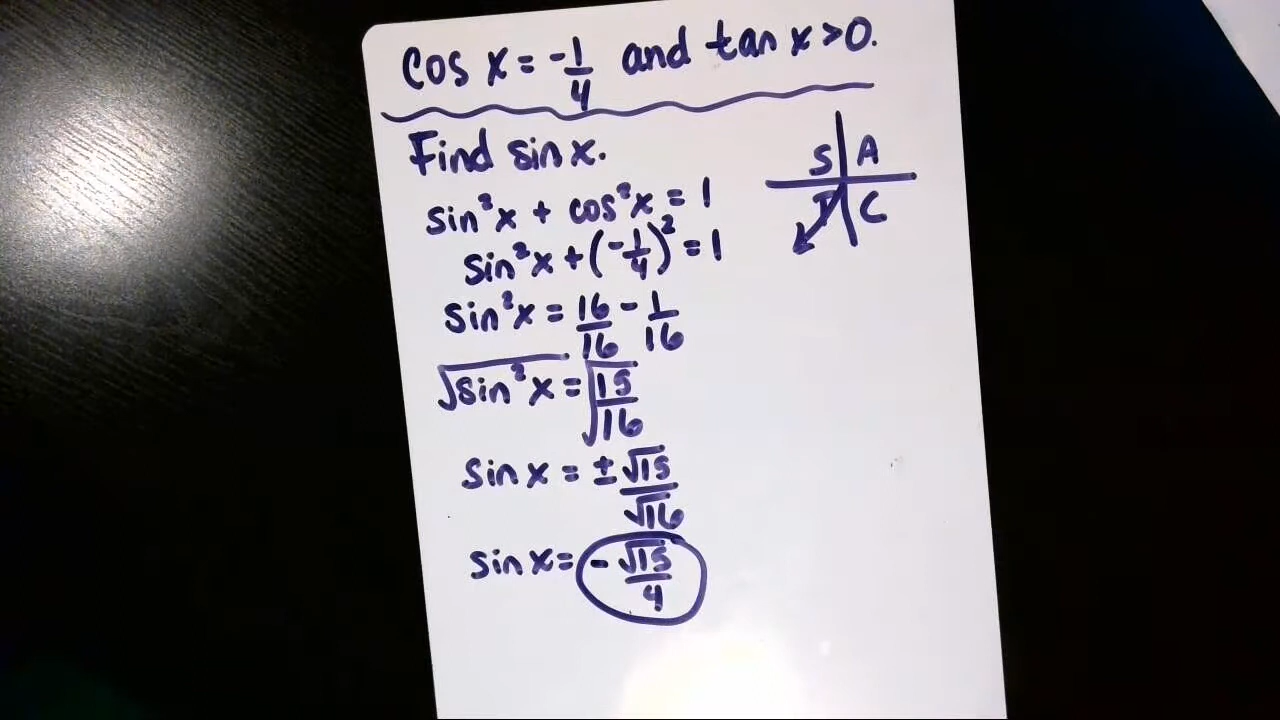 cos x = -1/4 and tan x > 0.
Find sin x.
sin²x + cos²x = 1
sin²x + (-1/4)² = 1
sin²x = 16/16 - 1/16
√sin²x = √15/16
sin x = ± √15/√16
sin x = -√15/4
S A
T C